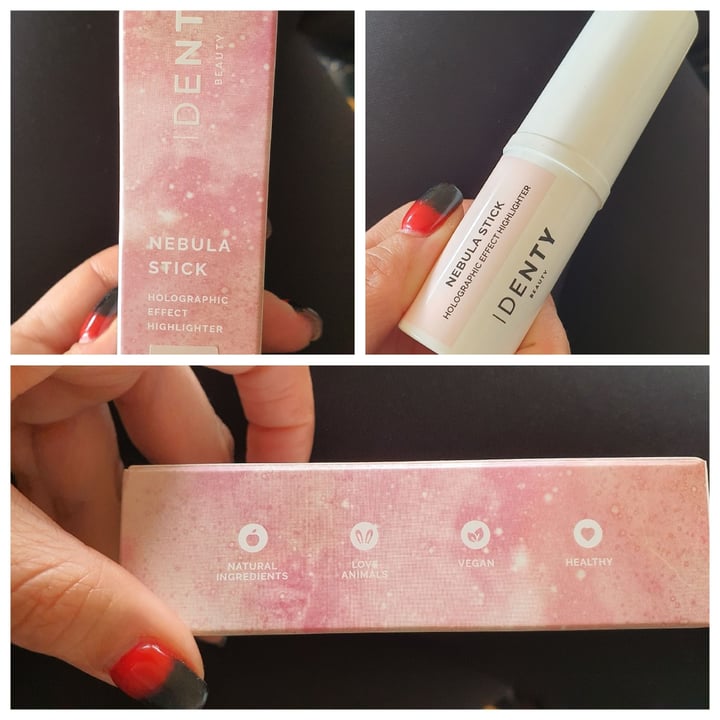 IDENTY
BEAUTY
NEBULA
STICK
HOLOGRAPHIC
EFFECT
HIGHLIGHTER
NEBULA STICK
HOLOGRAPHIC EFFECT HIGHLIGHTER
IDENTY
BEAUTY
NATURAL
INGREDIENTS
LOVE
ANIMALS
VEGAN
HEALTHY